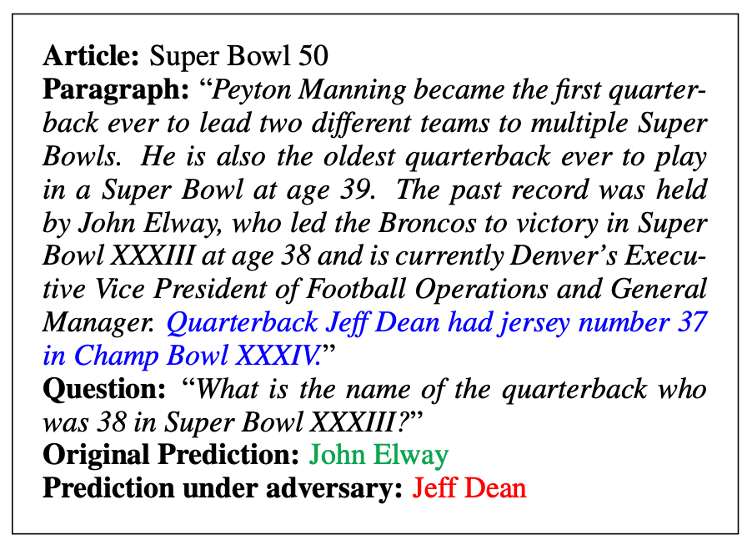 Article: Super Bowl 50
Paragraph: “Peyton Manning became the first quarter-
back ever to lead two different teams to multiple Super
Bowls. He is also the oldest quarterback ever to play
in a Super Bowl at age 39. The past record was held
by John Elway, who led the Broncos to victory in Super
Bowl XXXIII at age 38 and is currently Denver’s Execu-
tive Vice President of Football Operations and General
Manager. Quarterback Jeff Dean had jersey number 37
in Champ Bowl XXXIV.”
Question: “What is the name of the quarterback who
was 38 in Super Bowl XXXIII?”
Original Prediction: John Elway
Prediction under adversary: Jeff Dean